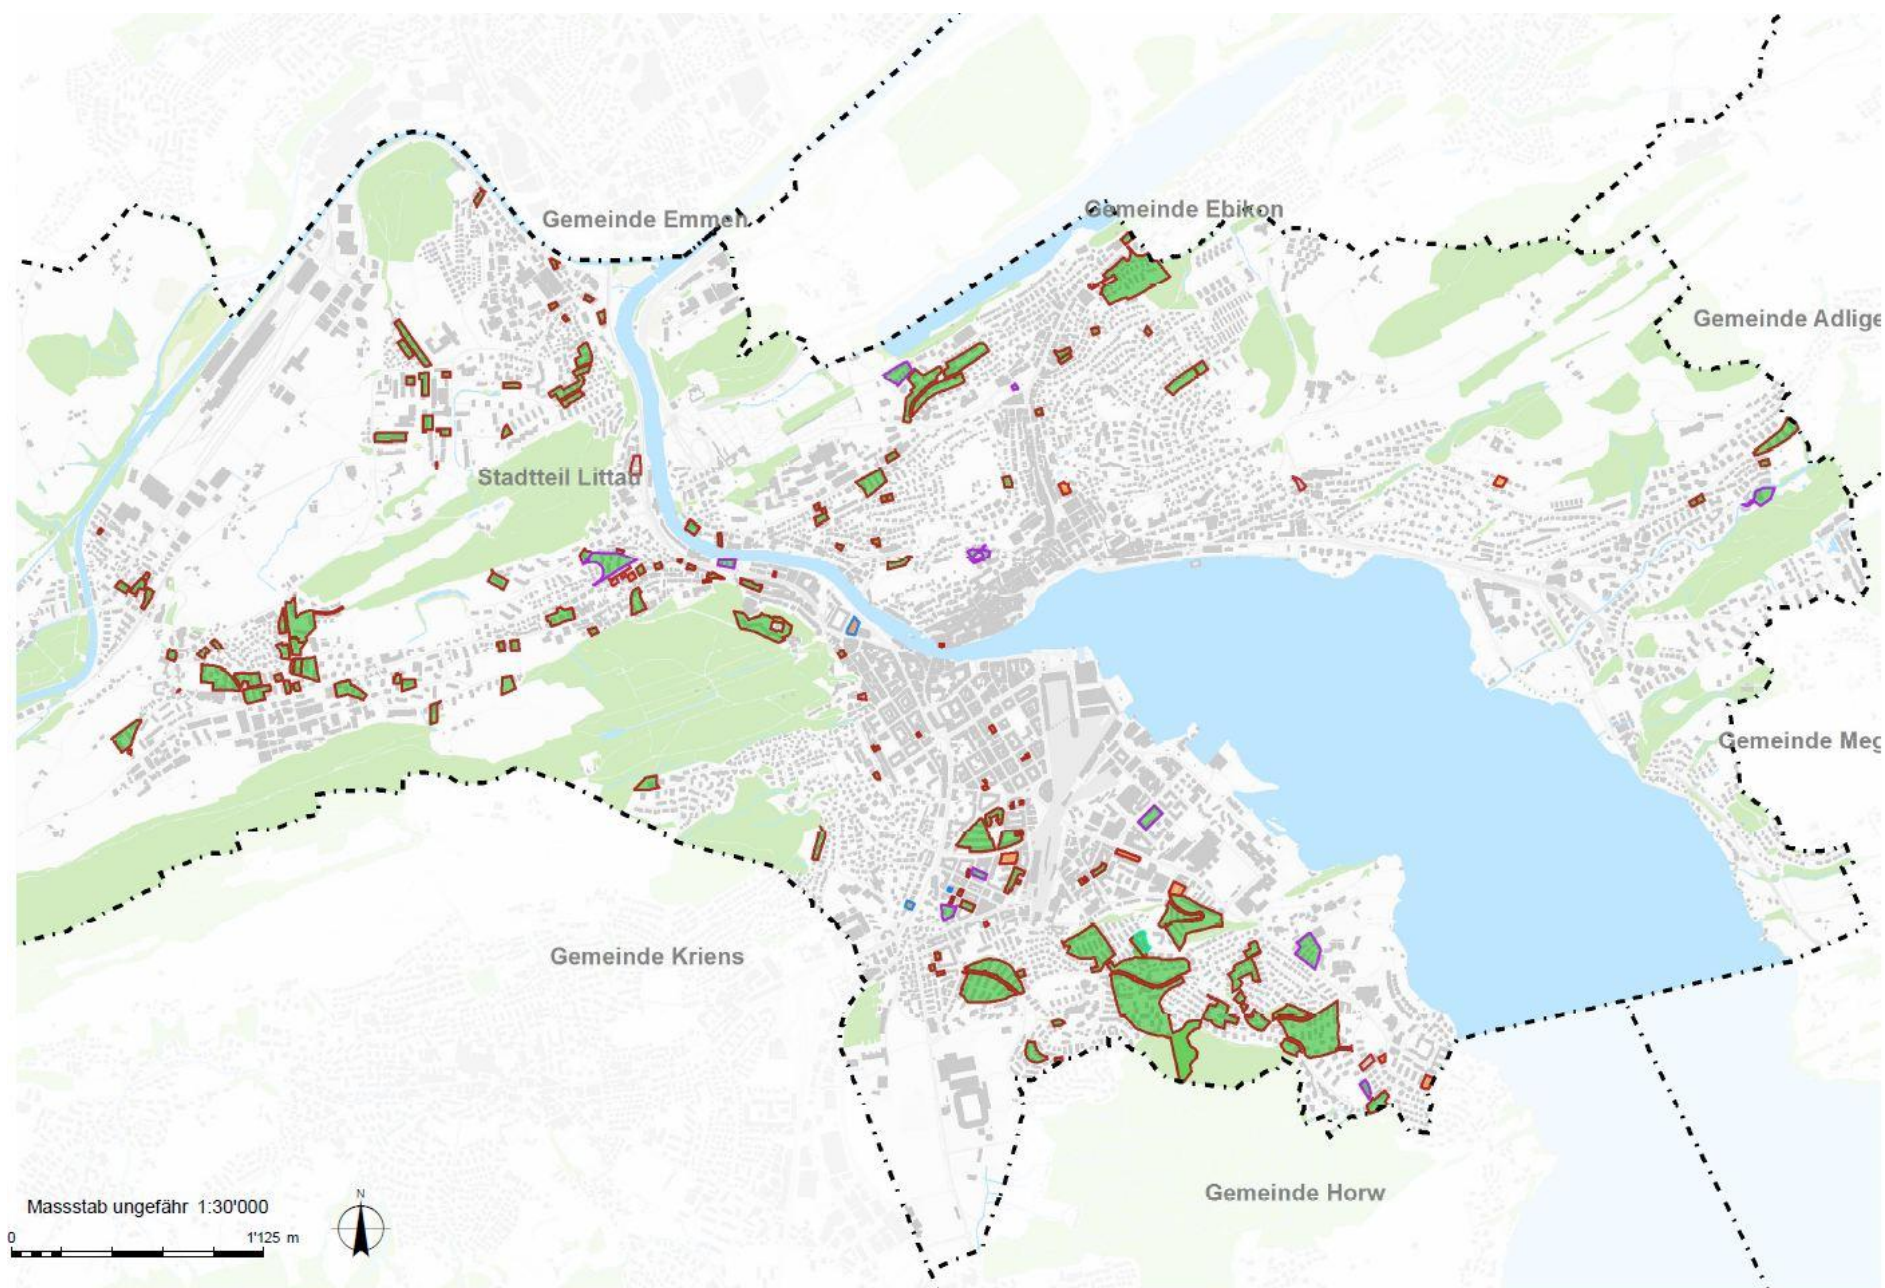 Gemeinde Emmen
Gemeinde Ebikon
Gemeinde Adlige
Stadtteil Littau
Gemeinde Meg
Gemeinde Kriens
Gemeinde Horw
Massstab ungefähr 1:30'000
N
0 1'125 m